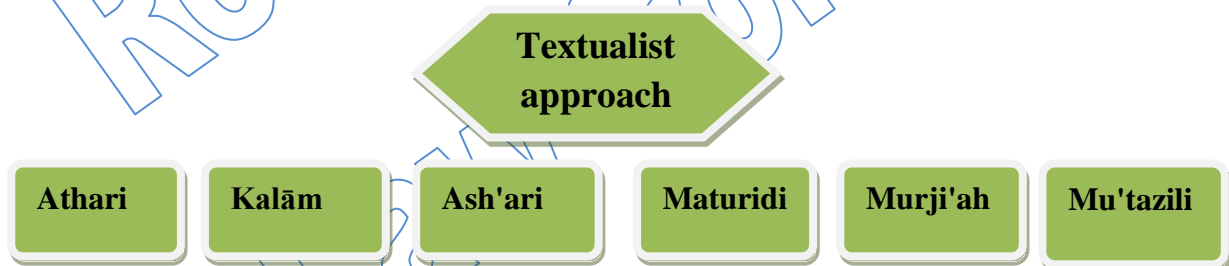 Textualist
approach
Athari
Kalām
Ash'ari
Maturidi
Murji'ah
Mu'tazili